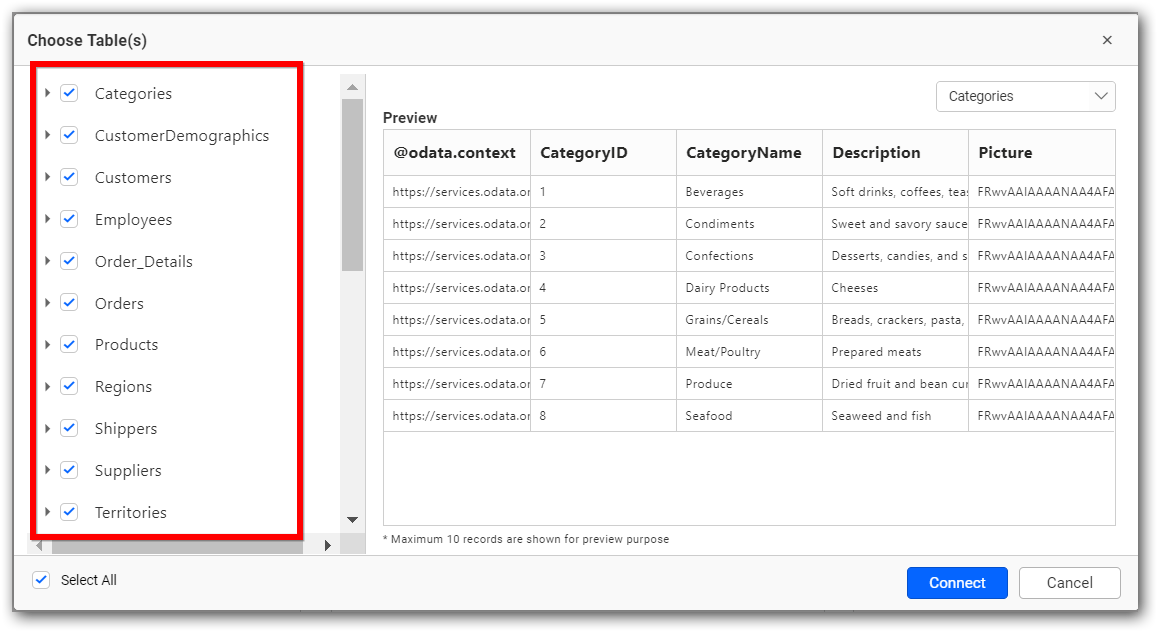 Choose Table(s)
Categories
CustomerDemographics
Customers
Employees
Order_Details
Orders
Products
Regions
Shippers
Suppliers
Territories
Categories
Preview
@odata.context CategoryID CategoryName Description Picture
https://services.odata.or 1 Beverages Soft drinks, coffees, teas FRwvAAIAAAANAA4AFA
https://services.odata.or 2 Condiments Sweet and savory sauce FRwvAAIAAAANAA4AFA
https://services.odata.or 3 Confections Desserts, candies, and s FRwvAAIAAAANAA4AFA
https://services.odata.or 4 Dairy Products Cheeses FRwvAAIAAAANAA4AFA
https://services.odata.or 5 Grains/Cereals Breads, crackers, pasta, FRwvAAIAAAANAA4AFA
https://services.odata.or 6 Meat/Poultry Prepared meats FRwvAAIAAAANAA4AFA
https://services.odata.or 7 Produce Dried fruit and bean cur FRwvAAIAAAANAA4AFA
https://services.odata.or 8 Seafood Seaweed and fish FRwvAAIAAAANAA4AFA
* Maximum 10 records are shown for preview purpose
Select All
Connect
Cancel